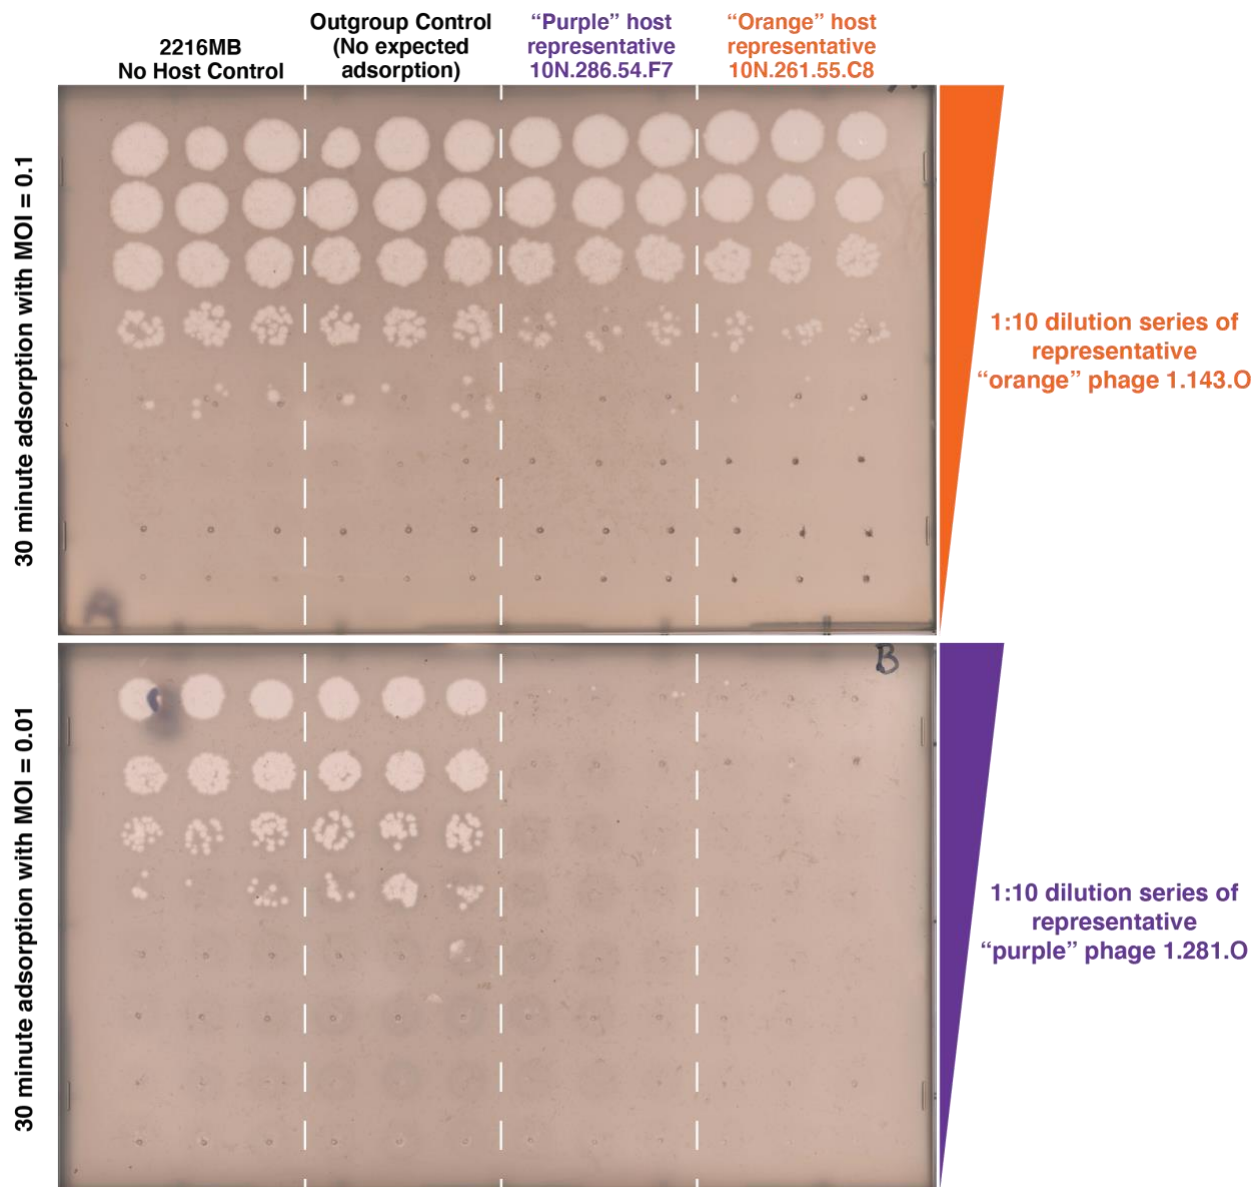 2216MB
No Host Control
Outgroup Control
(No expected
adsorption)
“Purple” host
representative
10N.286.54.F7
“Orange” host
representative
10N.261.55.C8
30 minute adsorption with MOI = 0.1
A
1:10 dilution series of
representative
“orange” phage 1.143.O
30 minute adsorption with MOI = 0.01
B
1:10 dilution series of
representative
“purple” phage 1.281.O